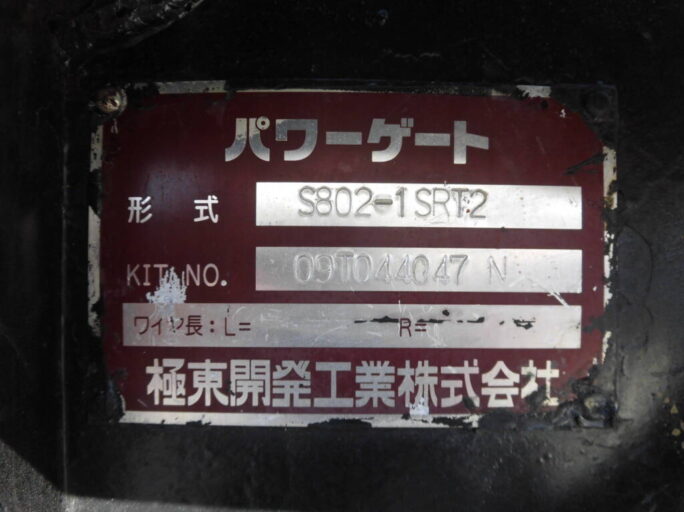 パワーゲート
形 式 S802-1SRT2
KIT NO. 09T044047 N
ワイヤ長:L= R=
極東開発工業株式会社